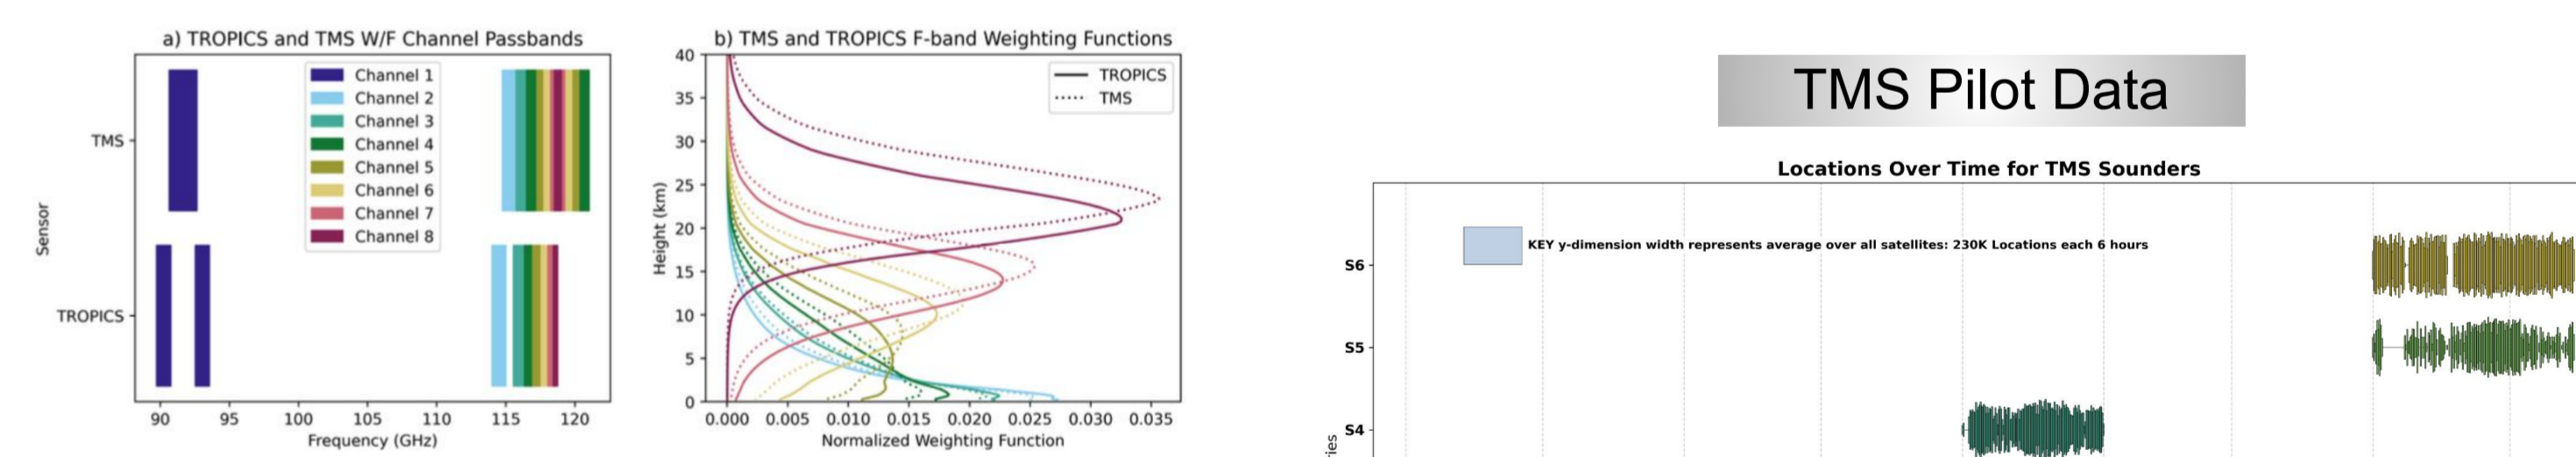 a) TROPICS and TMS W/F Channel Passbands
Channel 1
Channel 2
Channel 3
Channel 4
Channel 5
Channel 6
Channel 7
Channel 8
TMS
TROPICS
Sensor
90 95 100 105 110 115 120
Frequency (GHz)
b) TMS and TROPICS F-band Weighting Functions
TROPICS
TMS
40
35
30
25
20
15
10
5
0
Height (km)
0.000 0.005 0.010 0.015 0.020 0.025 0.030 0.035
Normalized Weighting Function
TMS Pilot Data
Locations Over Time for TMS Sounders
KEY y-dimension width represents average over all satellites: 230K Locations each 6 hours
S6
S5
S4
ries